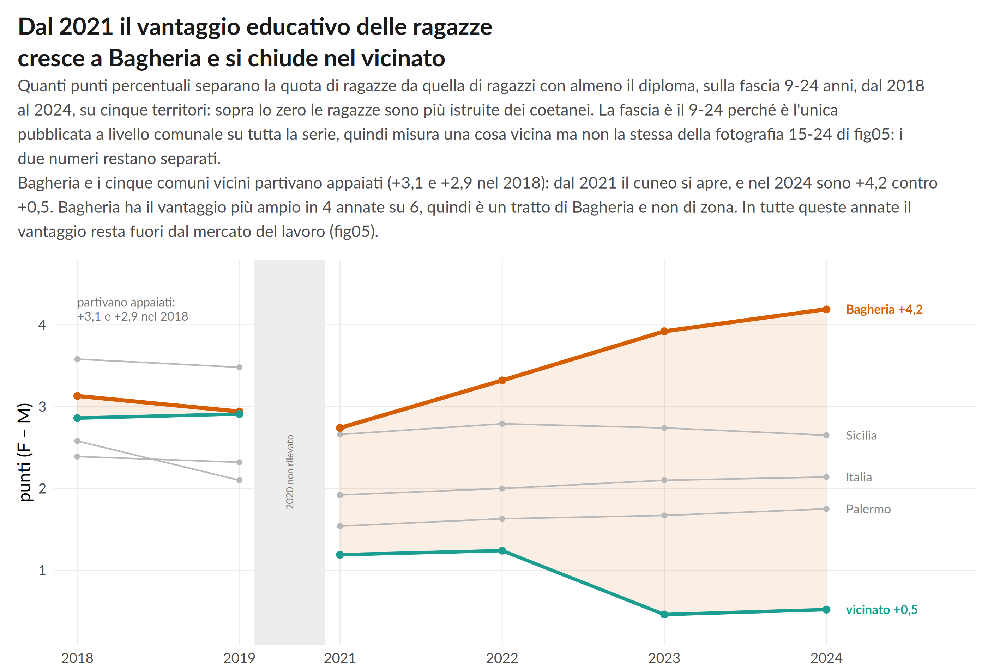 Dal 2021 il vantaggio educativo delle ragazze
cresce a Bagheria e si chiude nel vicinato
Quanti punti percentuali separano la quota di ragazze da quella di ragazzi con almeno il diploma, sulla fascia 9-24 anni, dal 2018
al 2024, su cinque territori: sopra lo zero le ragazze sono più istruite dei coetanei. La fascia è il 9-24 perché è l'unica
pubblicata a livello comunale su tutta la serie, quindi misura una cosa vicina ma non la stessa della fotografia 15-24 di fig05: i
due numeri restano separati.
Bagheria e i cinque comuni vicini partivano appaiati (+3,1 e +2,9 nel 2018): dal 2021 il cuneo si apre, e nel 2024 sono +4,2 contro
+0,5. Bagheria ha il vantaggio più ampio in 4 annate su 6, quindi è un tratto di Bagheria e non di zona. In tutte queste annate il
vantaggio resta fuori dal mercato del lavoro (fig05).
partivano appaiati:
+3,1 e +2,9 nel 2018
Bagheria +4,2
4
3
2
1
punti (F – M)
2020 non rilevato
Sicilia
Italia
Palermo
vicinato +0,5
2018
2019
2021
2022
2023
2024